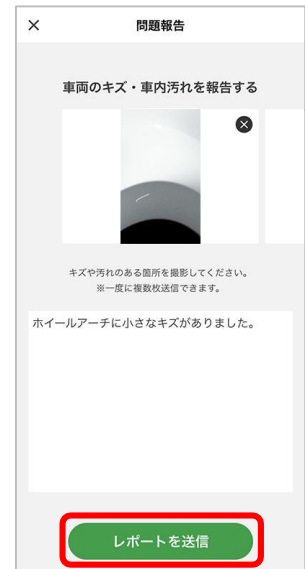 × 問題報告
車両のキズ・車内汚れを報告する
キズや汚れのある箇所を撮影してください。
※一度に複数枚送信できます。
ホイールアーチに小さなキズがありました。
レポートを送信